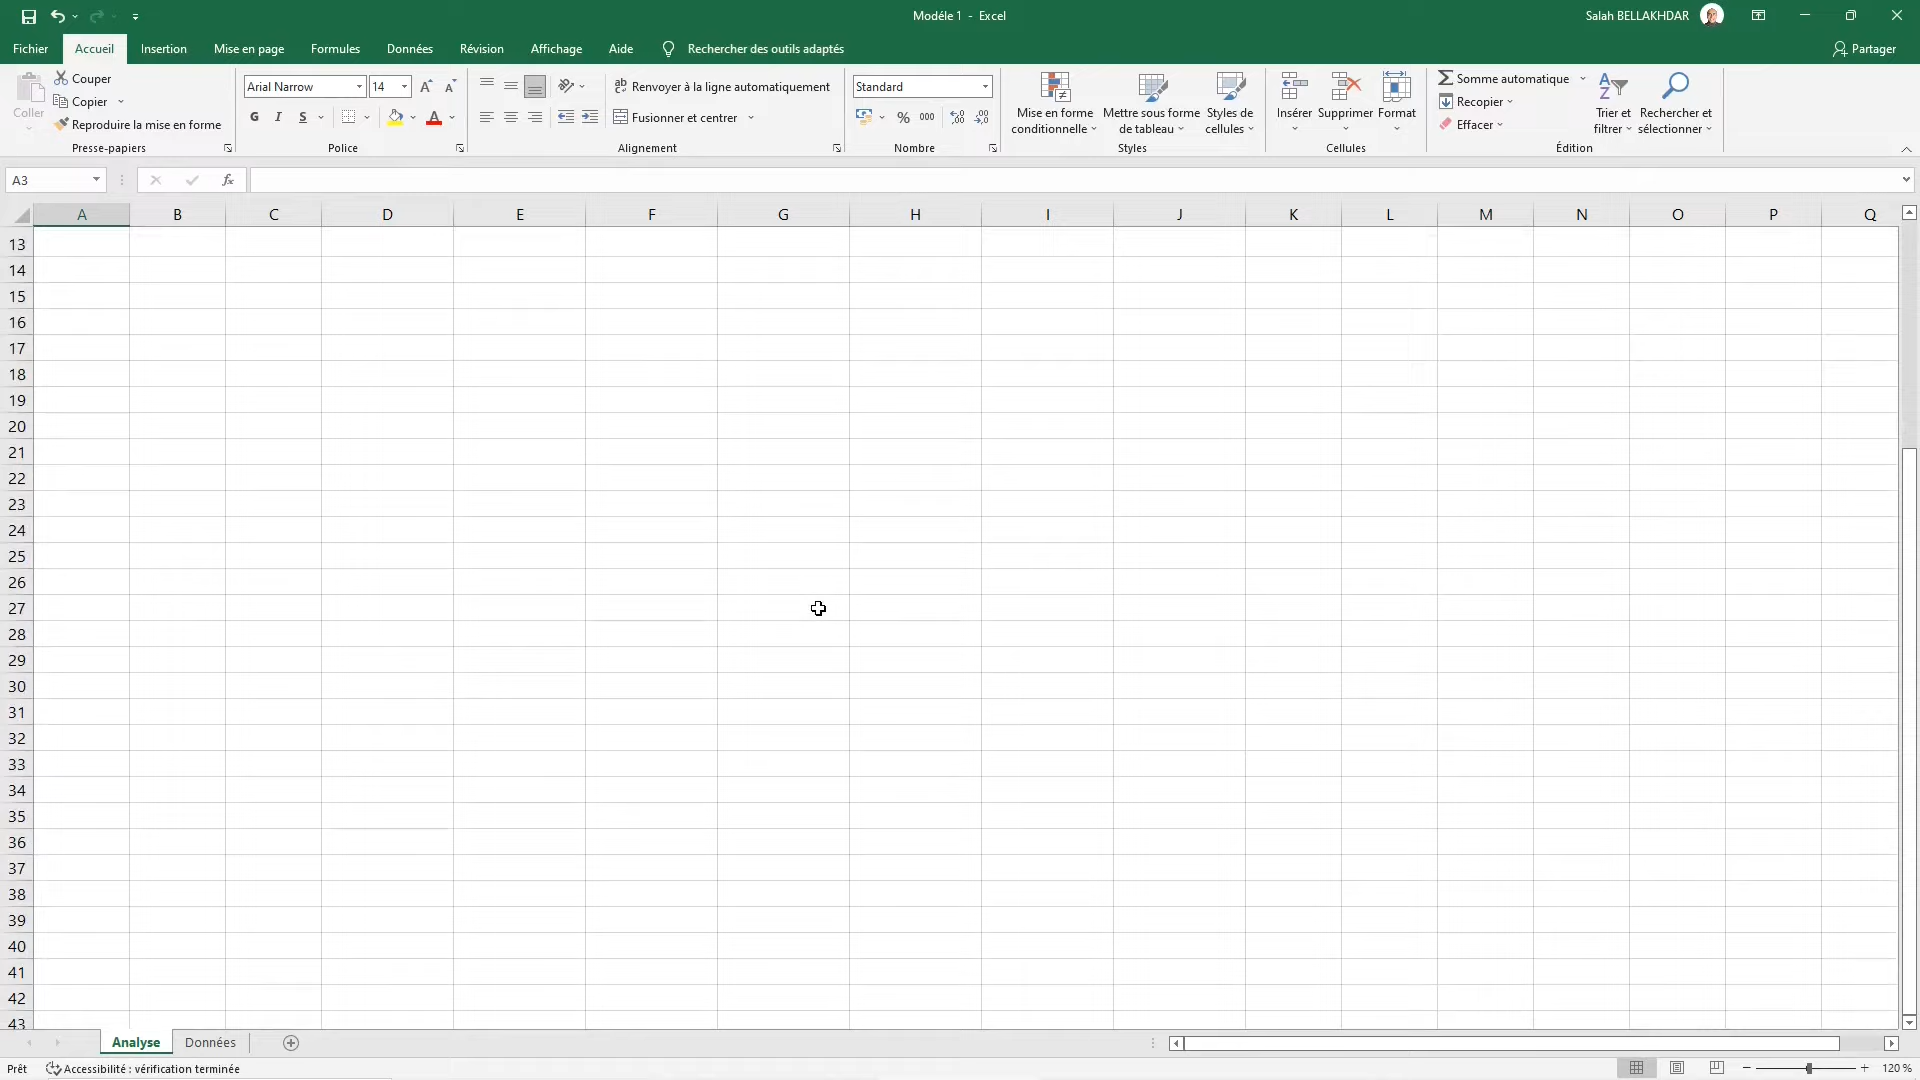 Modéle 1 - Excel
Salah BELLAKHDAR
Fichier Accueil Insertion Mise en page Formules Données Révision Affichage Aide Rechercher des outils adaptés Partager
Coller
Couper
Copier
Reproduire la mise en forme
Presse-papiers
Arial Narrow 14
G I S
Police
Renvoyer à la ligne automatiquement
Fusionner et centrer
Alignement
Standard
% 000
Nombre
Mise en forme conditionnelle
Mettre sous forme de tableau
Styles de cellules
Styles
Insérer Supprimer Format
Cellules
Somme automatique
Recopier
Effacer
Trier et filtrer
Rechercher et sélectionner
Édition
A3 fx
A B C D E F G H I J K L M N O P Q
13
14
15
16
17
18
19
20
21
22
23
24
25
26
27
28
29
30
31
32
33
34
35
36
37
38
39
40
41
42
43
Analyse Données
Prêt Accessibilité : vérification terminée 120 %